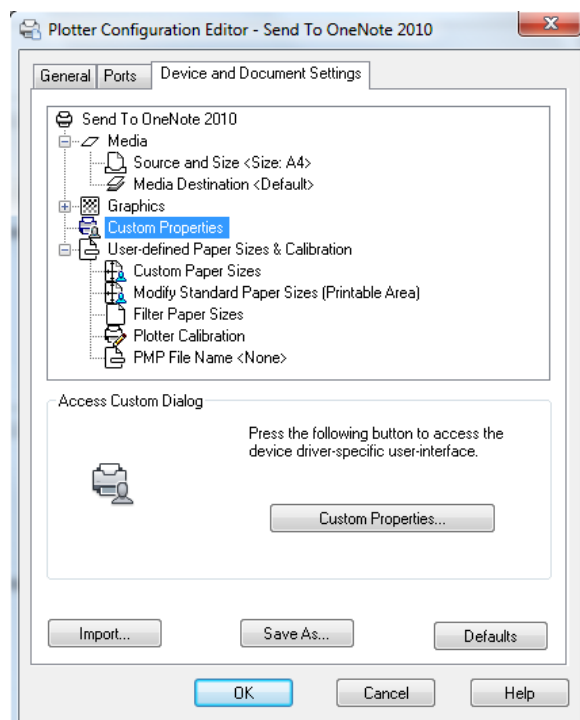 Plotter Configuration Editor - Send To OneNote 2010
General
Ports
Device and Document Settings
Send To OneNote 2010
Media
Source and Size <Size: A4>
Media Destination <Default>
Graphics
Custom Properties
User-defined Paper Sizes & Calibration
Custom Paper Sizes
Modify Standard Paper Sizes (Printable Area)
Filter Paper Sizes
Plotter Calibration
PMP File Name <None>
Access Custom Dialog
Press the following button to access the
device driver-specific user-interface.
Custom Properties...
Import...
Save As...
Defaults
OK
Cancel
Help